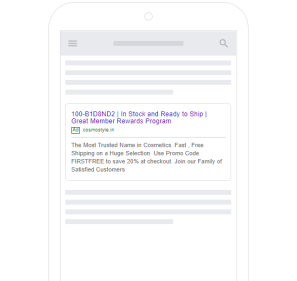 100-B1D8ND2 | In Stock and Ready to Ship |
Great Member Rewards Program
Ad cosmostyle.in
The Most Trusted Name in Cosmetics. Fast , Free
Shipping on a Huge Selection. Use Promo Code
FIRSTFREE to save 20% at checkout. Join our Family of
Satisfied Customers